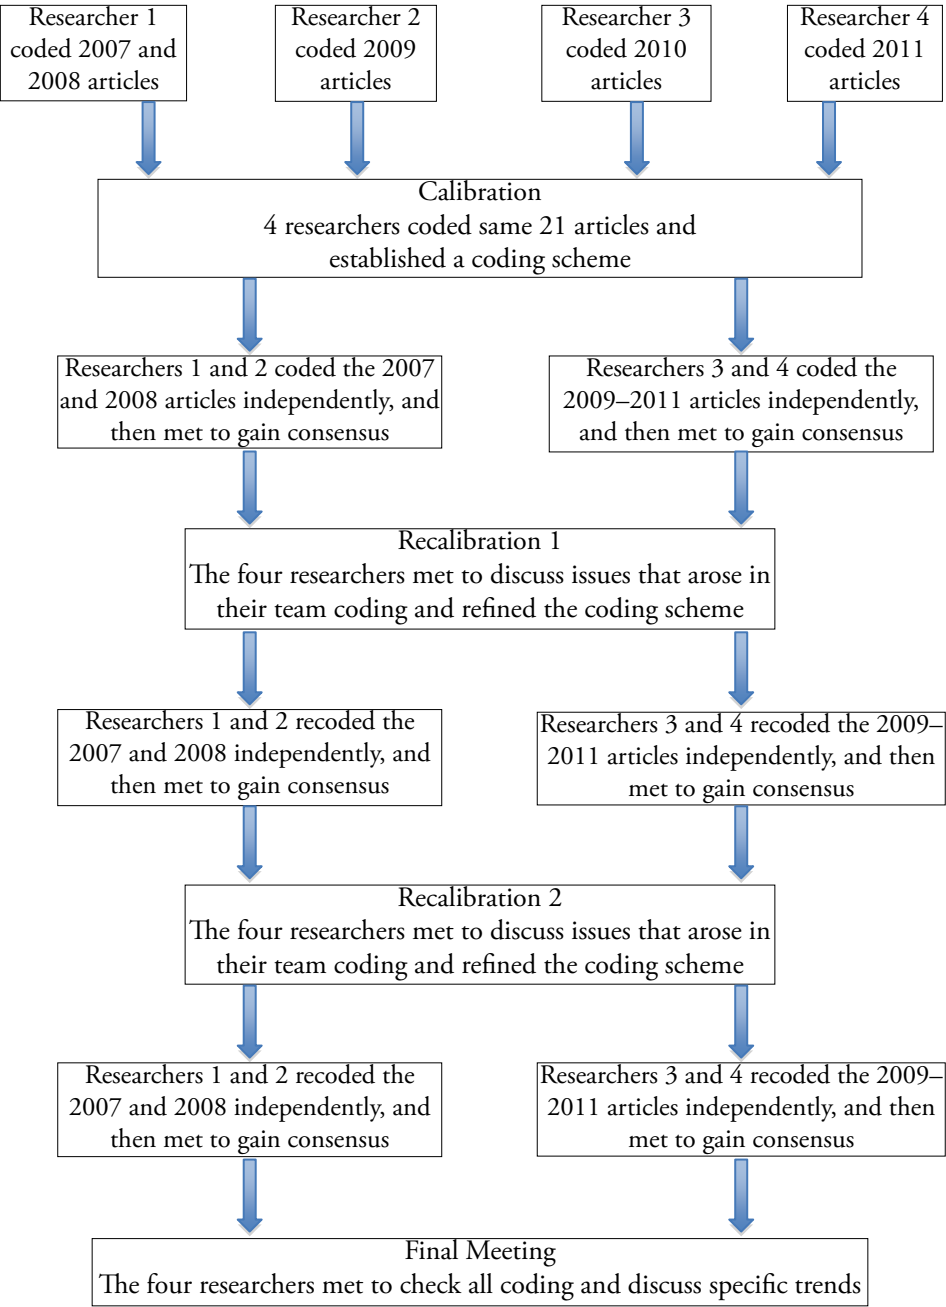 Researcher 1
coded 2007 and
2008 articles
Researcher 2
coded 2009
articles
Researcher 3
coded 2010
articles
Researcher 4
coded 2011
articles
Calibration
4 researchers coded same 21 articles and
established a coding scheme
Researchers 1 and 2 coded the 2007
and 2008 articles independently, and
then met to gain consensus
Researchers 3 and 4 coded the
2009–2011 articles independently,
and then met to gain consensus
Recalibration 1
The four researchers met to discuss issues that arose in
their team coding and refined the coding scheme
Researchers 1 and 2 recoded the
2007 and 2008 independently, and
then met to gain consensus
Researchers 3 and 4 recoded the 2009–
2011 articles independently, and then
met to gain consensus
Recalibration 2
The four researchers met to discuss issues that arose in
their team coding and refined the coding scheme
Researchers 1 and 2 recoded the
2007 and 2008 independently, and
then met to gain consensus
Researchers 3 and 4 recoded the 2009–
2011 articles independently, and then
met to gain consensus
Final Meeting
The four researchers met to check all coding and discuss specific trends